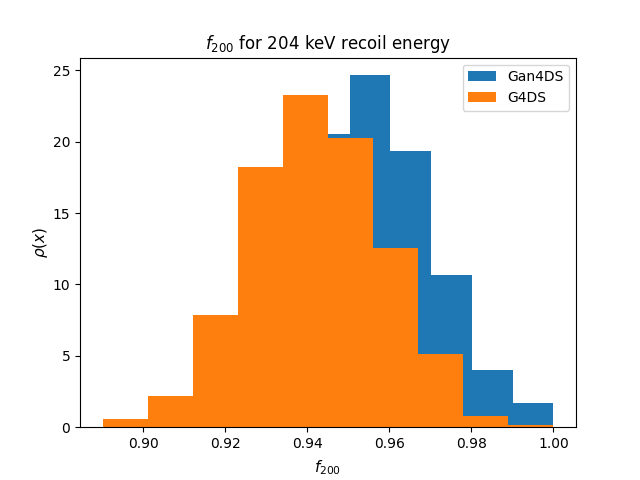 f₂₀₀ for 204 keV recoil energy
Gan4DS
G4DS
25
20
15
10
5
0
ρ(x)
0.90 0.92 0.94 0.96 0.98 1.00
f₂₀₀